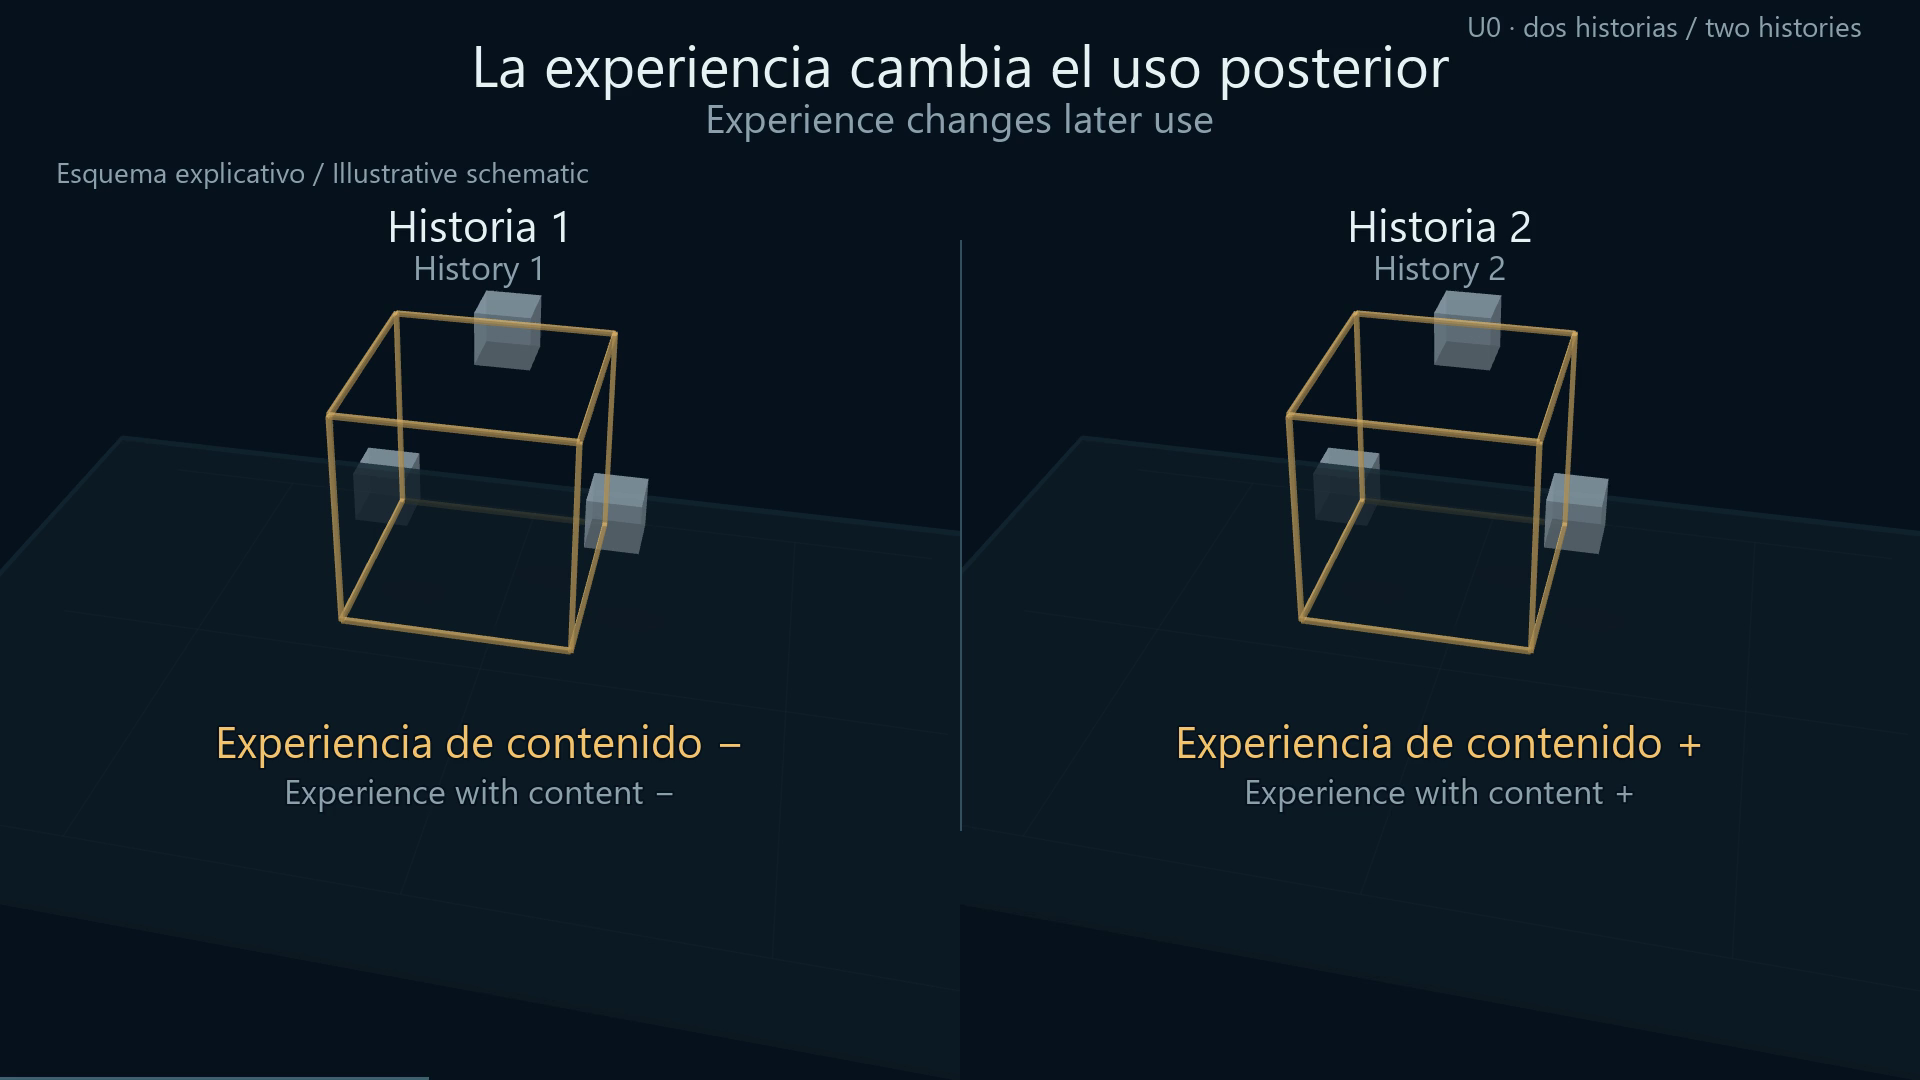 U0 · dos historias / two histories
La experiencia cambia el uso posterior
Experience changes later use
Esquema explicativo / Illustrative schematic
Historia 1
History 1
Historia 2
History 2
Experiencia de contenido −
Experience with content −
Experiencia de contenido +
Experience with content +